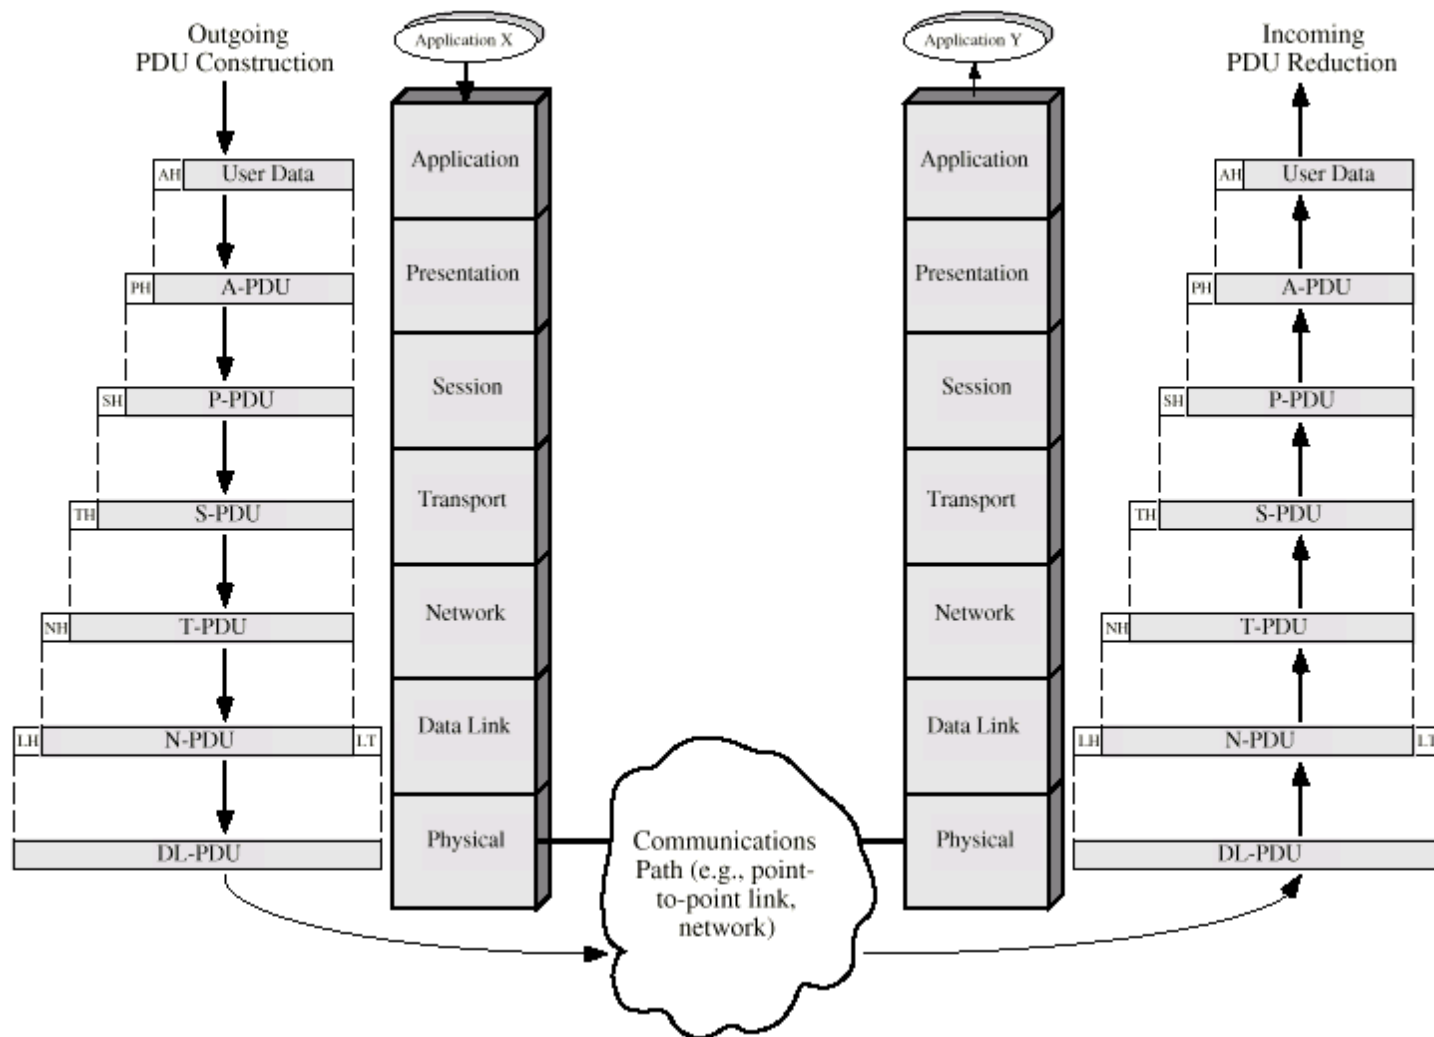 Outgoing
PDU Construction
Application X
Application Y
Incoming
PDU Reduction
AH
User Data
Application
Application
AH
User Data
PH
A-PDU
Presentation
Presentation
PH
A-PDU
SH
P-PDU
Session
Session
SH
P-PDU
TH
S-PDU
Transport
Transport
TH
S-PDU
NH
T-PDU
Network
Network
NH
T-PDU
LH
N-PDU
LT
Data Link
Data Link
LH
N-PDU
LT
DL-PDU
Physical
Communications
Path (e.g., point-
to-point link,
network)
Physical
DL-PDU